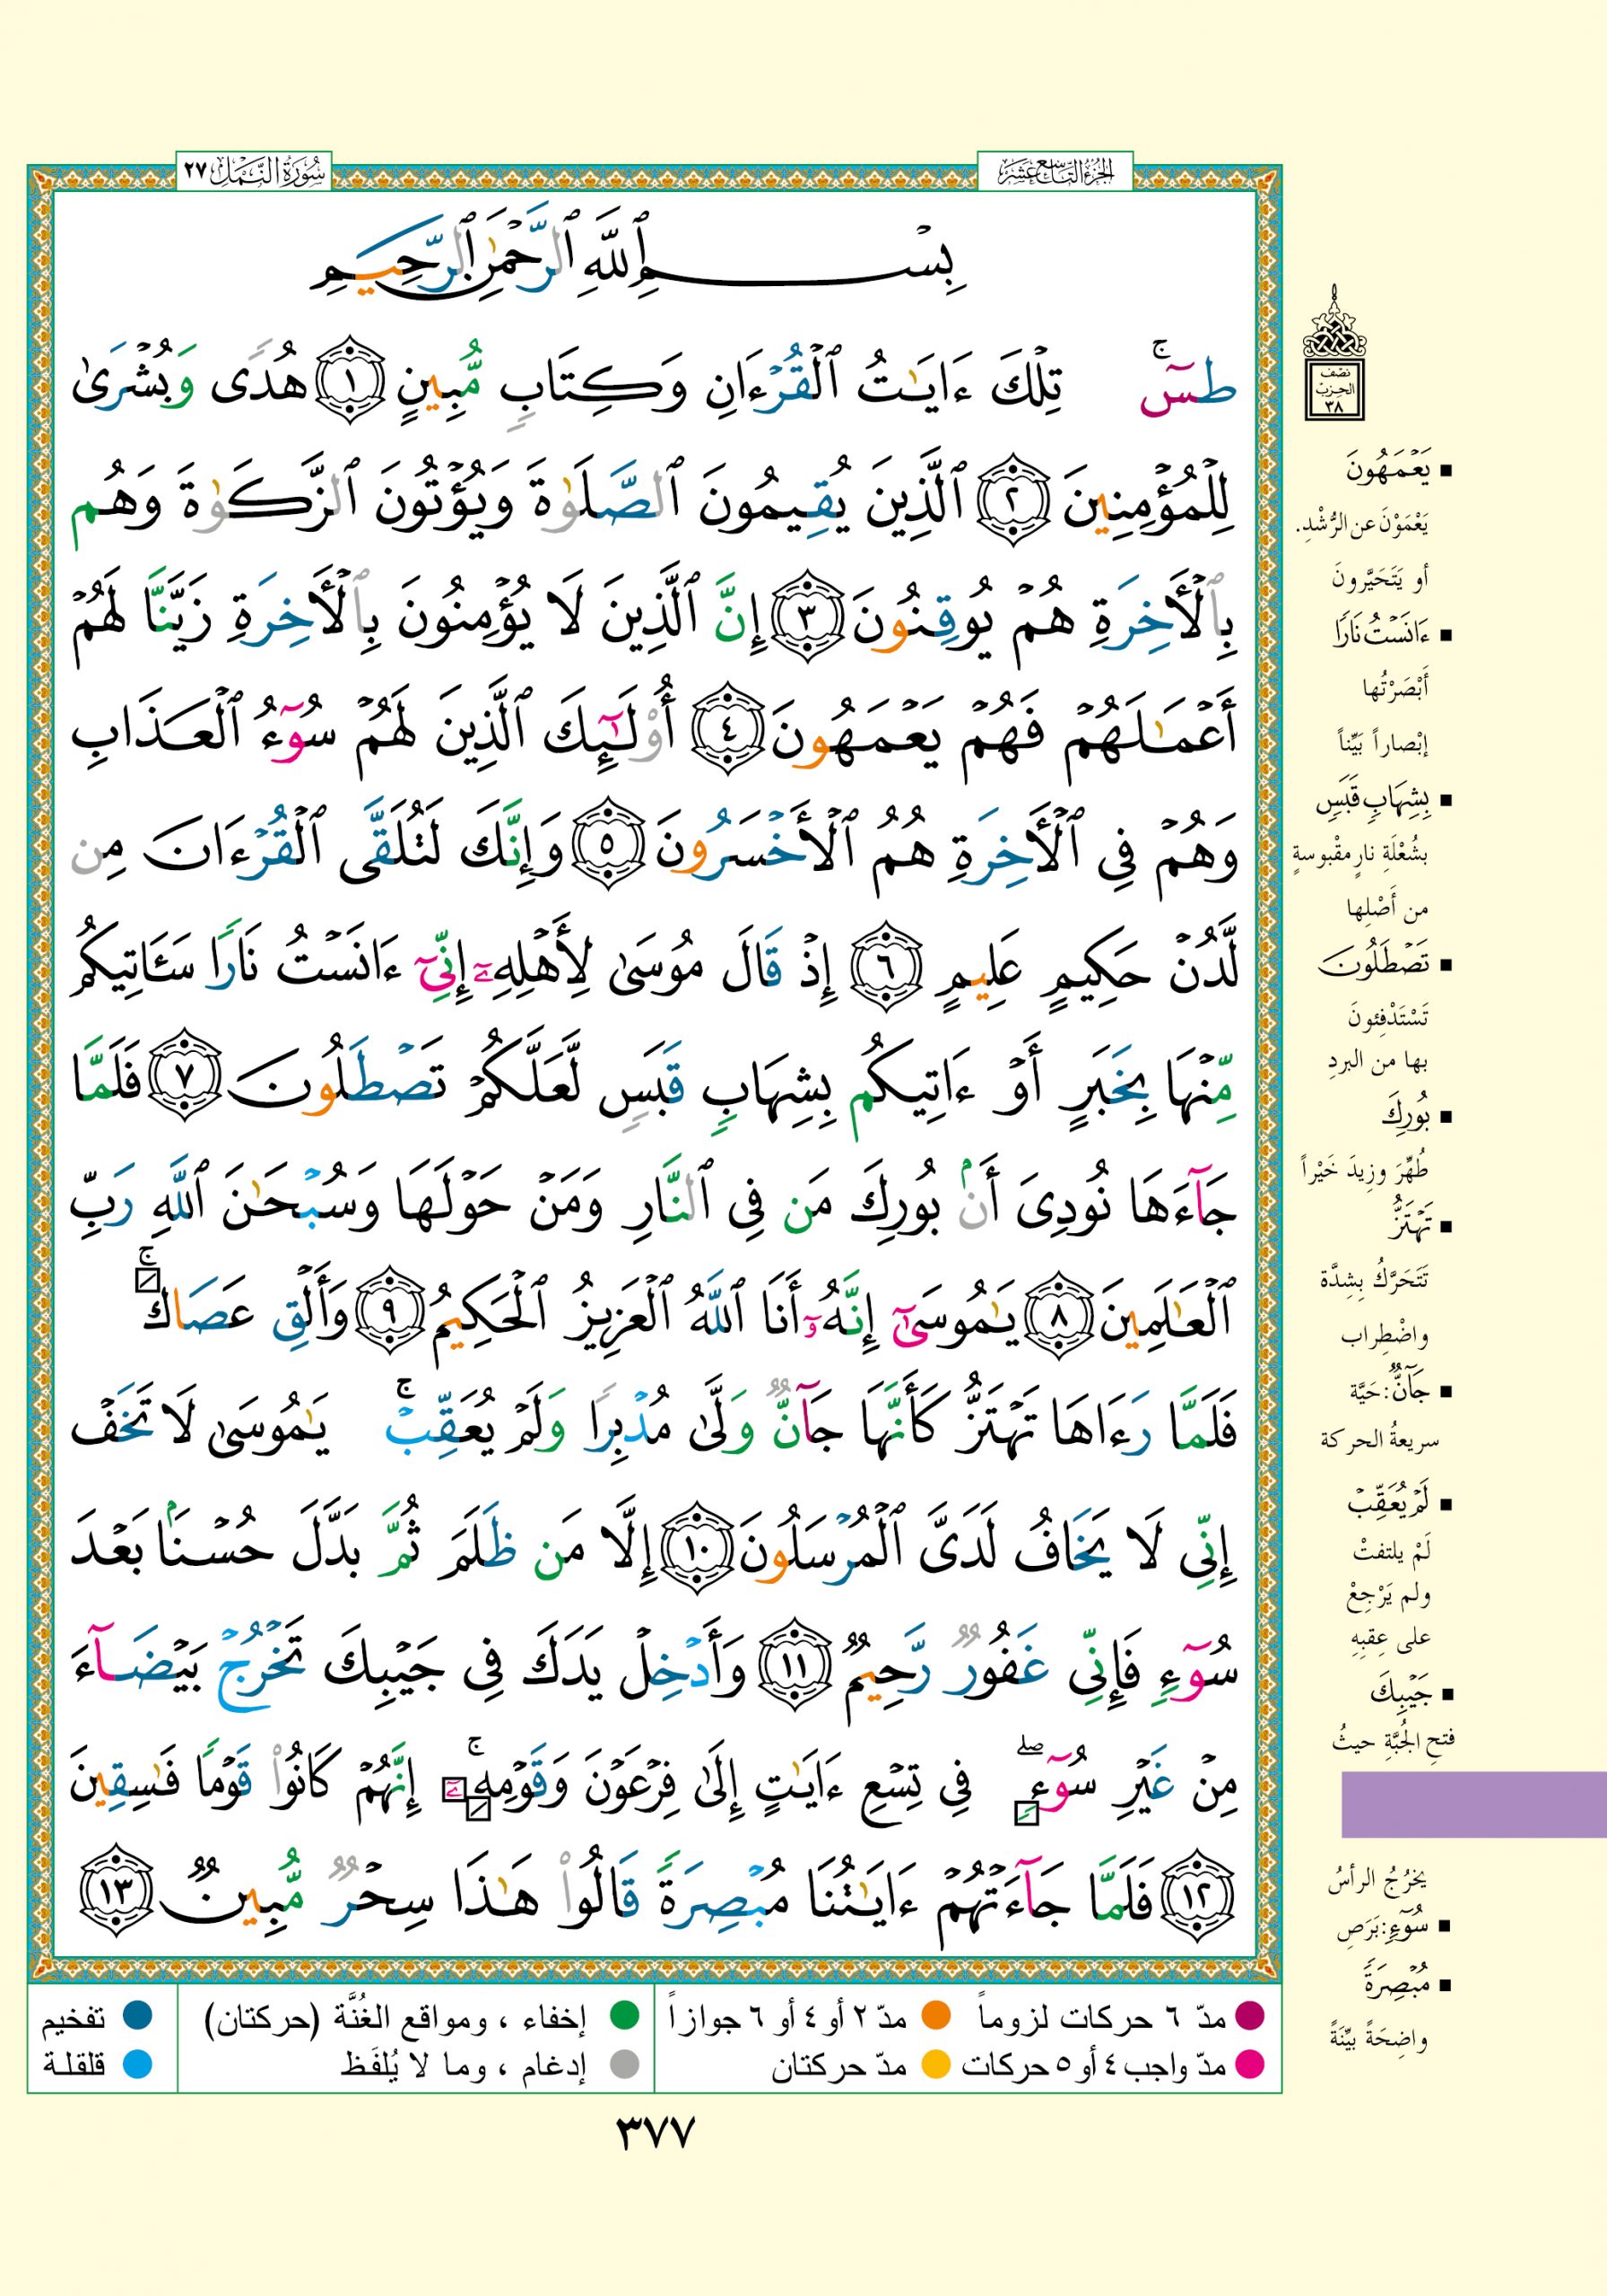 الجزء التاسع عشر
سورة النمل ٢٧
بِسْمِ ٱللَّهِ ٱلرَّحْمَٰنِ ٱلرَّحِيمِ
طسٓ ۚ تِلْكَ ءَايَٰتُ ٱلْقُرْءَانِ وَكِتَابٍ مُّبِينٍ ١ هُدًى وَبُشْرَىٰ
لِلْمُؤْمِنِينَ ٢ ٱلَّذِينَ يُقِيمُونَ ٱلصَّلَوٰةَ وَيُؤْتُونَ ٱلزَّكَوٰةَ وَهُم
بِٱلْأَخِرَةِ هُمْ يُوقِنُونَ ٣ إِنَّ ٱلَّذِينَ لَا يُؤْمِنُونَ بِٱلْأَخِرَةِ زَيَّنَّا لَهُمْ
أَعْمَٰلَهُمْ فَهُمْ يَعْمَهُونَ ٤ أُو۟لَٰٓئِكَ ٱلَّذِينَ لَهُمْ سُوٓءُ ٱلْعَذَابِ
وَهُمْ فِى ٱلْأَخِرَةِ هُمُ ٱلْأَخْسَرُونَ ٥ وَإِنَّكَ لَتُلَقَّى ٱلْقُرْءَانَ مِن
لَّدُنْ حَكِيمٍ عَلِيمٍ ٦ إِذْ قَالَ مُوسَىٰ لِأَهْلِهِۦٓ إِنِّىٓ ءَانَسْتُ نَارًا سَـَٔاتِيكُم
مِّنْهَا بِخَبَرٍ أَوْ ءَاتِيكُم بِشِهَابٍ قَبَسٍ لَّعَلَّكُمْ تَصْطَلُونَ ٧ فَلَمَّا
جَآءَهَا نُودِىَ أَنۢ بُورِكَ مَن فِى ٱلنَّارِ وَمَنْ حَوْلَهَا وَسُبْحَٰنَ ٱللَّهِ رَبِّ
ٱلْعَٰلَمِينَ ٨ يَٰمُوسَىٰٓ إِنَّهُۥٓ أَنَا ٱللَّهُ ٱلْعَزِيزُ ٱلْحَكِيمُ ٩ وَأَلْقِ عَصَاكَ ۚ
فَلَمَّا رَءَاهَا تَهْتَزُّ كَأَنَّهَا جَآنٌّ وَلَّىٰ مُدْبِرًا وَلَمْ يُعَقِّبْ ۚ يَٰمُوسَىٰ لَا تَخَفْ
إِنِّى لَا يَخَافُ لَدَىَّ ٱلْمُرْسَلُونَ ١٠ إِلَّا مَن ظَلَمَ ثُمَّ بَدَّلَ حُسْنًۢا بَعْدَ
سُوٓءٍ فَإِنِّى غَفُورٌ رَّحِيمٌ ١١ وَأَدْخِلْ يَدَكَ فِى جَيْبِكَ تَخْرُجْ بَيْضَآءَ
مِنْ غَيْرِ سُوٓءٍ ۖ فِى تِسْعِ ءَايَٰتٍ إِلَىٰ فِرْعَوْنَ وَقَوْمِهِۦٓ ۚ إِنَّهُمْ كَانُوا۟ قَوْمًا فَٰسِقِينَ
١٢ فَلَمَّا جَآءَتْهُمْ ءَايَٰتُنَا مُبْصِرَةً قَالُوا۟ هَٰذَا سِحْرٌ مُّبِينٌ ١٣
نصف
الحزب
٣٨
▪ يَعْمَهُونَ
يَعْمَوْنَ عن الرُّشْدِ.
أو يَتَحَيَّرونَ
▪ ءَانَسْتُ نَارًا
أَبْصَرْتُها
إبْصاراً بَيِّناً
▪ بِشِهَابٍ قَبَسٍ
بشُعْلَةِ نارٍ مقْبوسةٍ
من أَصْلِها
▪ تَصْطَلُونَ
تَسْتَدْفِئونَ
بها من البردِ
▪ بُورِكَ
طُهِّرَ وزِيدَ خَيْراً
▪ تَهْتَزُّ
تَتَحَرَّكُ بِشِدَّة
واضْطِراب
▪ جَآنٌّ: حَيَّة
سريعةُ الحركة
▪ لَمْ يُعَقِّبْ
لَمْ يلتفتْ
ولم يَرْجِعْ
على عِقِبِهِ
▪ جَيْبِكَ
فتحِ الجُبَّةِ حيثُ
يخرُجُ الرأسُ
▪ سُوٓءٍ: بَرَصٍ
▪ مُبْصِرَةً
واضِحَةً بيِّنَةً
مدّ ٦ حركات لزوماً مدّ ٢ أو ٤ أو ٦ جوازاً إخفاء ، ومواقع الغُنَّة (حركتان) تفخيم
مدّ واجب ٤ أو ٥ حركات مدّ حركتان إدغام ، وما لا يُلفَظ قلقلة
٣٧٧